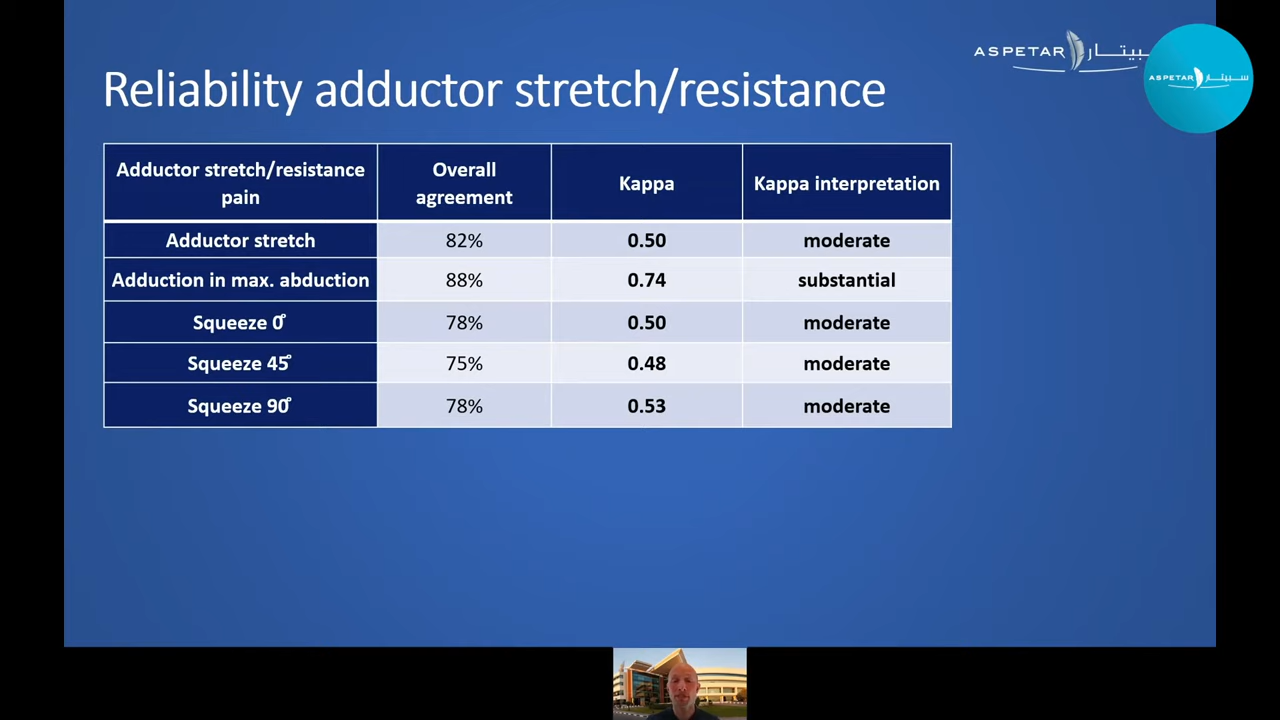 ASPETAR سبيتار
ASPETAR سبيتار
Reliability adductor stretch/resistance
Adductor stretch/resistance pain Overall agreement Kappa Kappa interpretation
Adductor stretch 82% 0.50 moderate
Adduction in max. abduction 88% 0.74 substantial
Squeeze 0° 78% 0.50 moderate
Squeeze 45° 75% 0.48 moderate
Squeeze 90° 78% 0.53 moderate